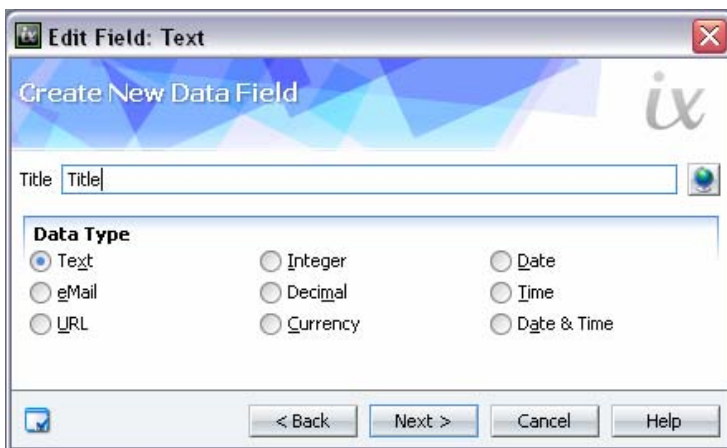 ix Edit Field: Text
Create New Data Field
ix
Title Title
Data Type
Text Integer Date
eMail Decimal Time
URL Currency Date & Time
< Back Next > Cancel Help